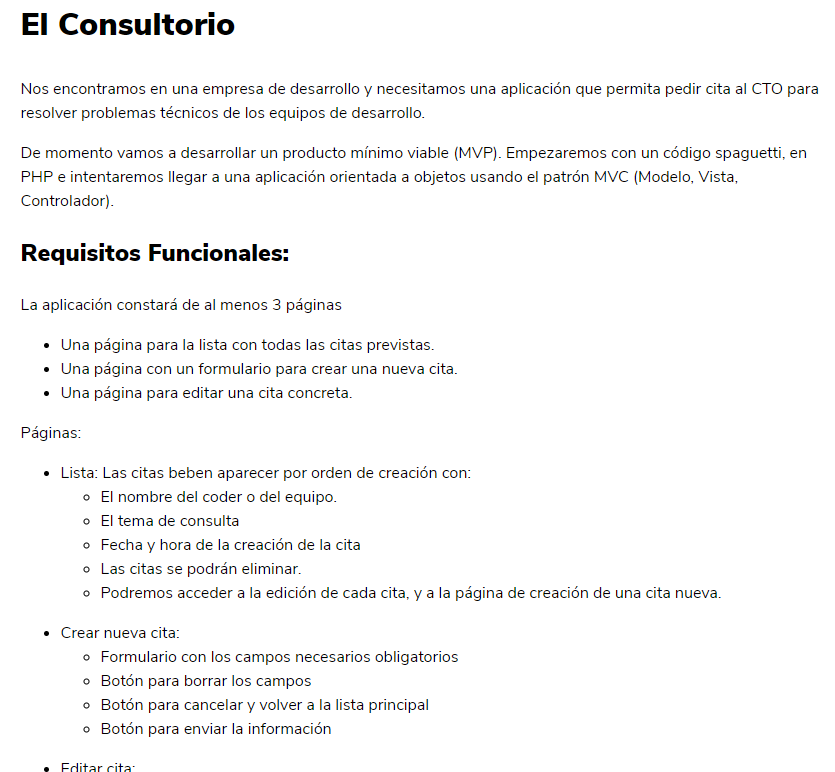 El Consultorio
Nos encontramos en una empresa de desarrollo y necesitamos una aplicación que permita pedir cita al CTO para
resolver problemas técnicos de los equipos de desarrollo.
De momento vamos a desarrollar un producto mínimo viable (MVP). Empezaremos con un código spaguetti, en
PHP e intentaremos llegar a una aplicación orientada a objetos usando el patrón MVC (Modelo, Vista,
Controlador).
Requisitos Funcionales:
La aplicación constará de al menos 3 páginas
• Una página para la lista con todas las citas previstas.
• Una página con un formulario para crear una nueva cita.
• Una página para editar una cita concreta.
Páginas:
• Lista: Las citas beben aparecer por orden de creación con:
◦ El nombre del coder o del equipo.
◦ El tema de consulta
◦ Fecha y hora de la creación de la cita
◦ Las citas se podrán eliminar.
◦ Podremos acceder a la edición de cada cita, y a la página de creación de una cita nueva.
• Crear nueva cita:
◦ Formulario con los campos necesarios obligatorios
◦ Botón para borrar los campos
◦ Botón para cancelar y volver a la lista principal
◦ Botón para enviar la información
• Editar cita: